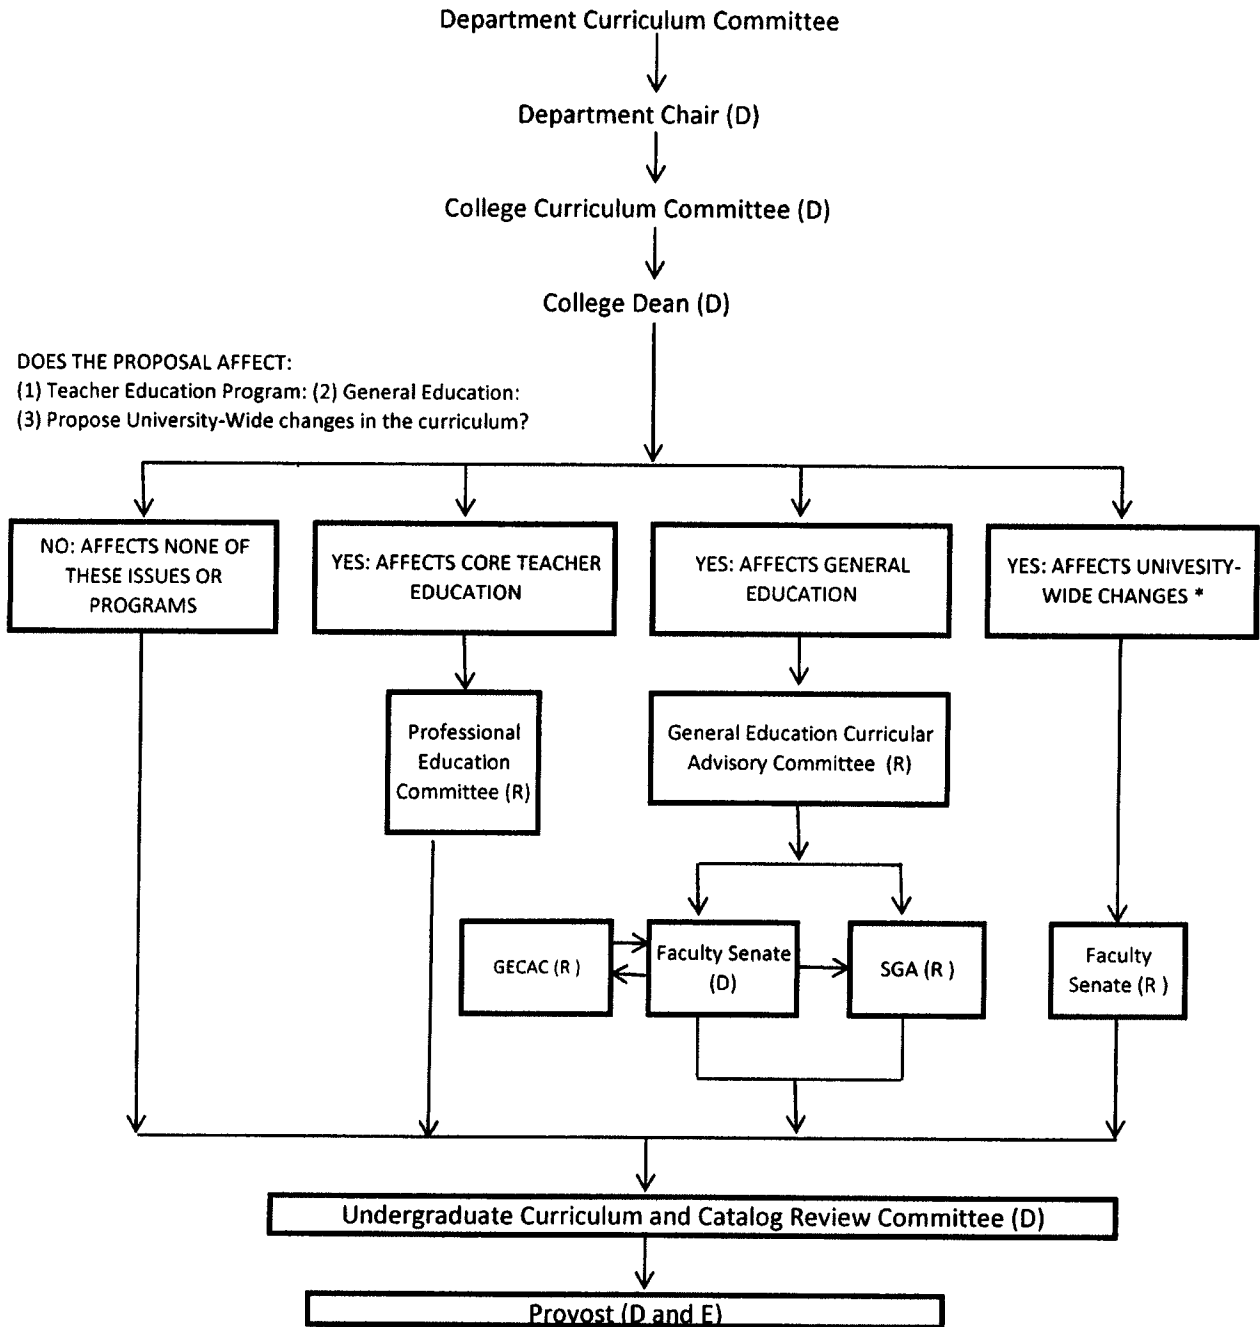 Department Curriculum Committee
Department Chair (D)
College Curriculum Committee (D)
College Dean (D)
DOES THE PROPOSAL AFFECT:
(1) Teacher Education Program: (2) General Education:
(3) Propose University-Wide changes in the curriculum?
NO: AFFECTS NONE OF
THESE ISSUES OR
PROGRAMS
YES: AFFECTS CORE TEACHER
EDUCATION
YES: AFFECTS GENERAL
EDUCATION
YES: AFFECTS UNIVESITY-
WIDE CHANGES *
Professional
Education
Committee (R)
General Education Curricular
Advisory Committee (R)
GECAC (R )
Faculty Senate
(D)
SGA (R )
Faculty
Senate (R )
Undergraduate Curriculum and Catalog Review Committee (D)
Provost (D and E)